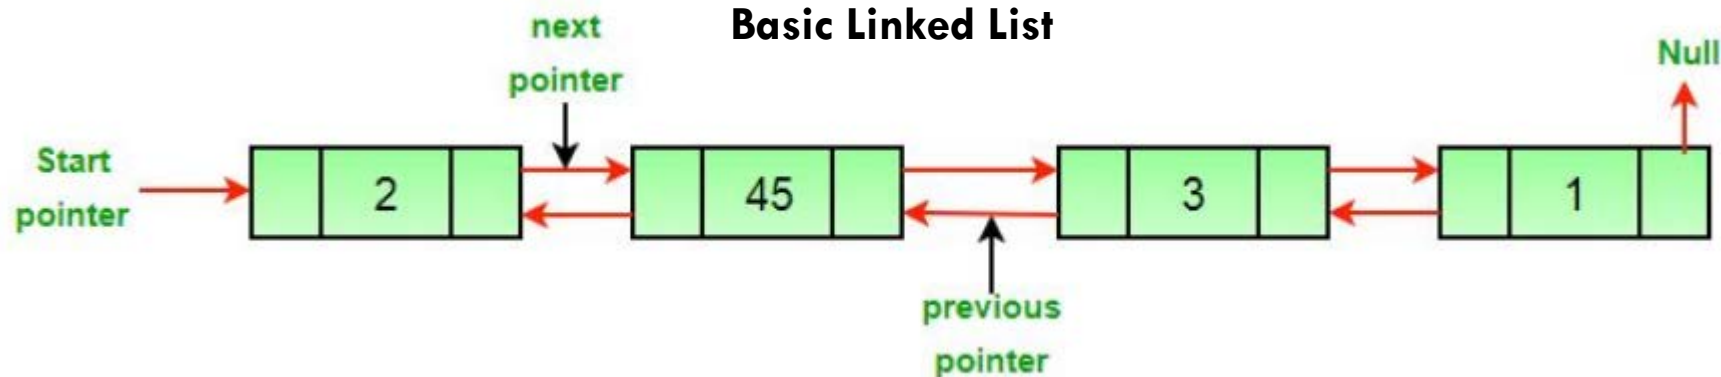 Basic Linked List
next
pointer
Null
Start
pointer
2
45
3
1
previous
pointer